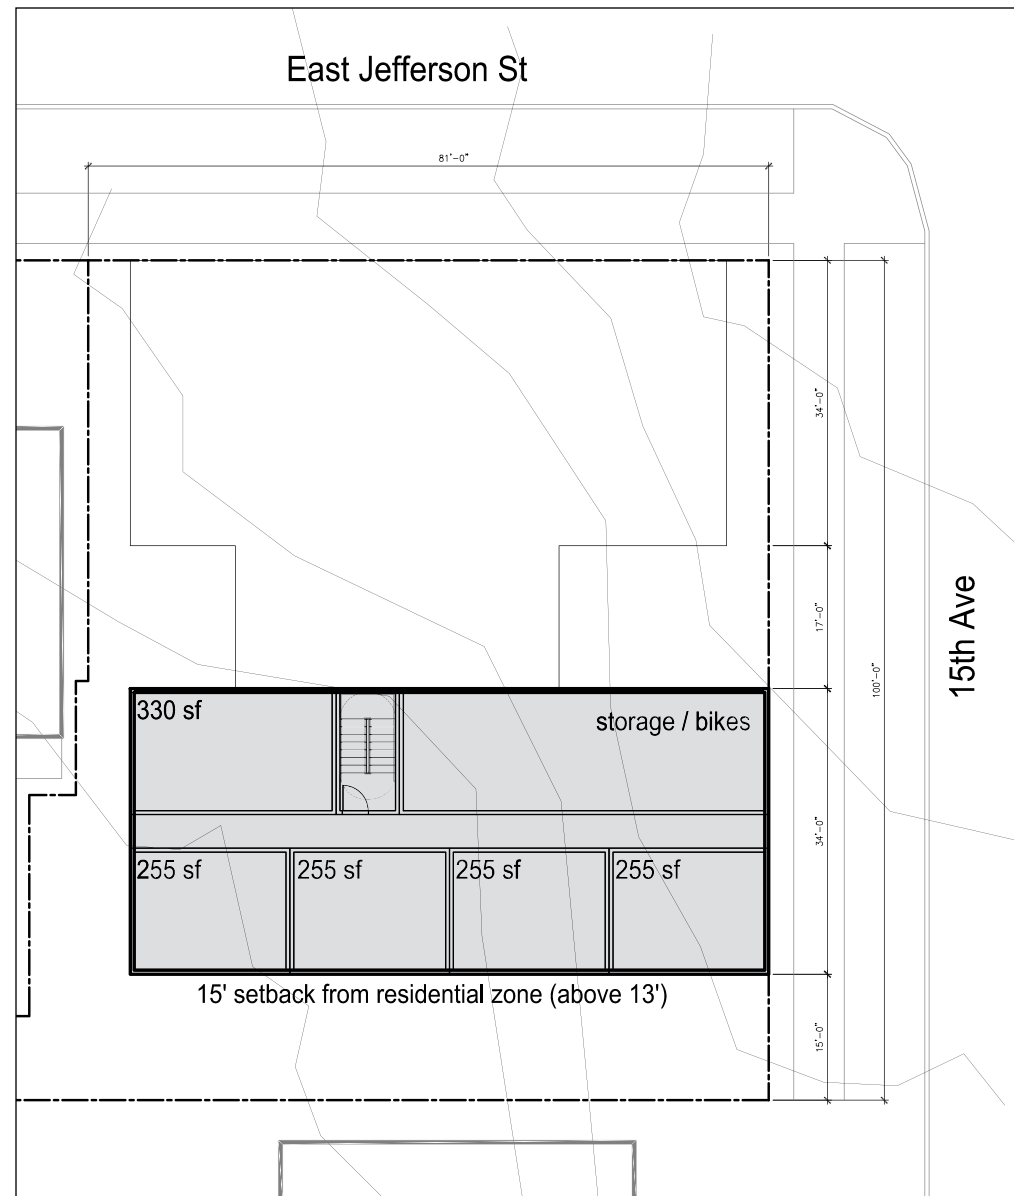 East Jefferson St
81'-0"
34'-0"
17'-0"
100'-0"
15th Ave
330 sf
storage / bikes
34'-0"
255 sf
255 sf
255 sf
255 sf
15' setback from residential zone (above 13')
15'-0"